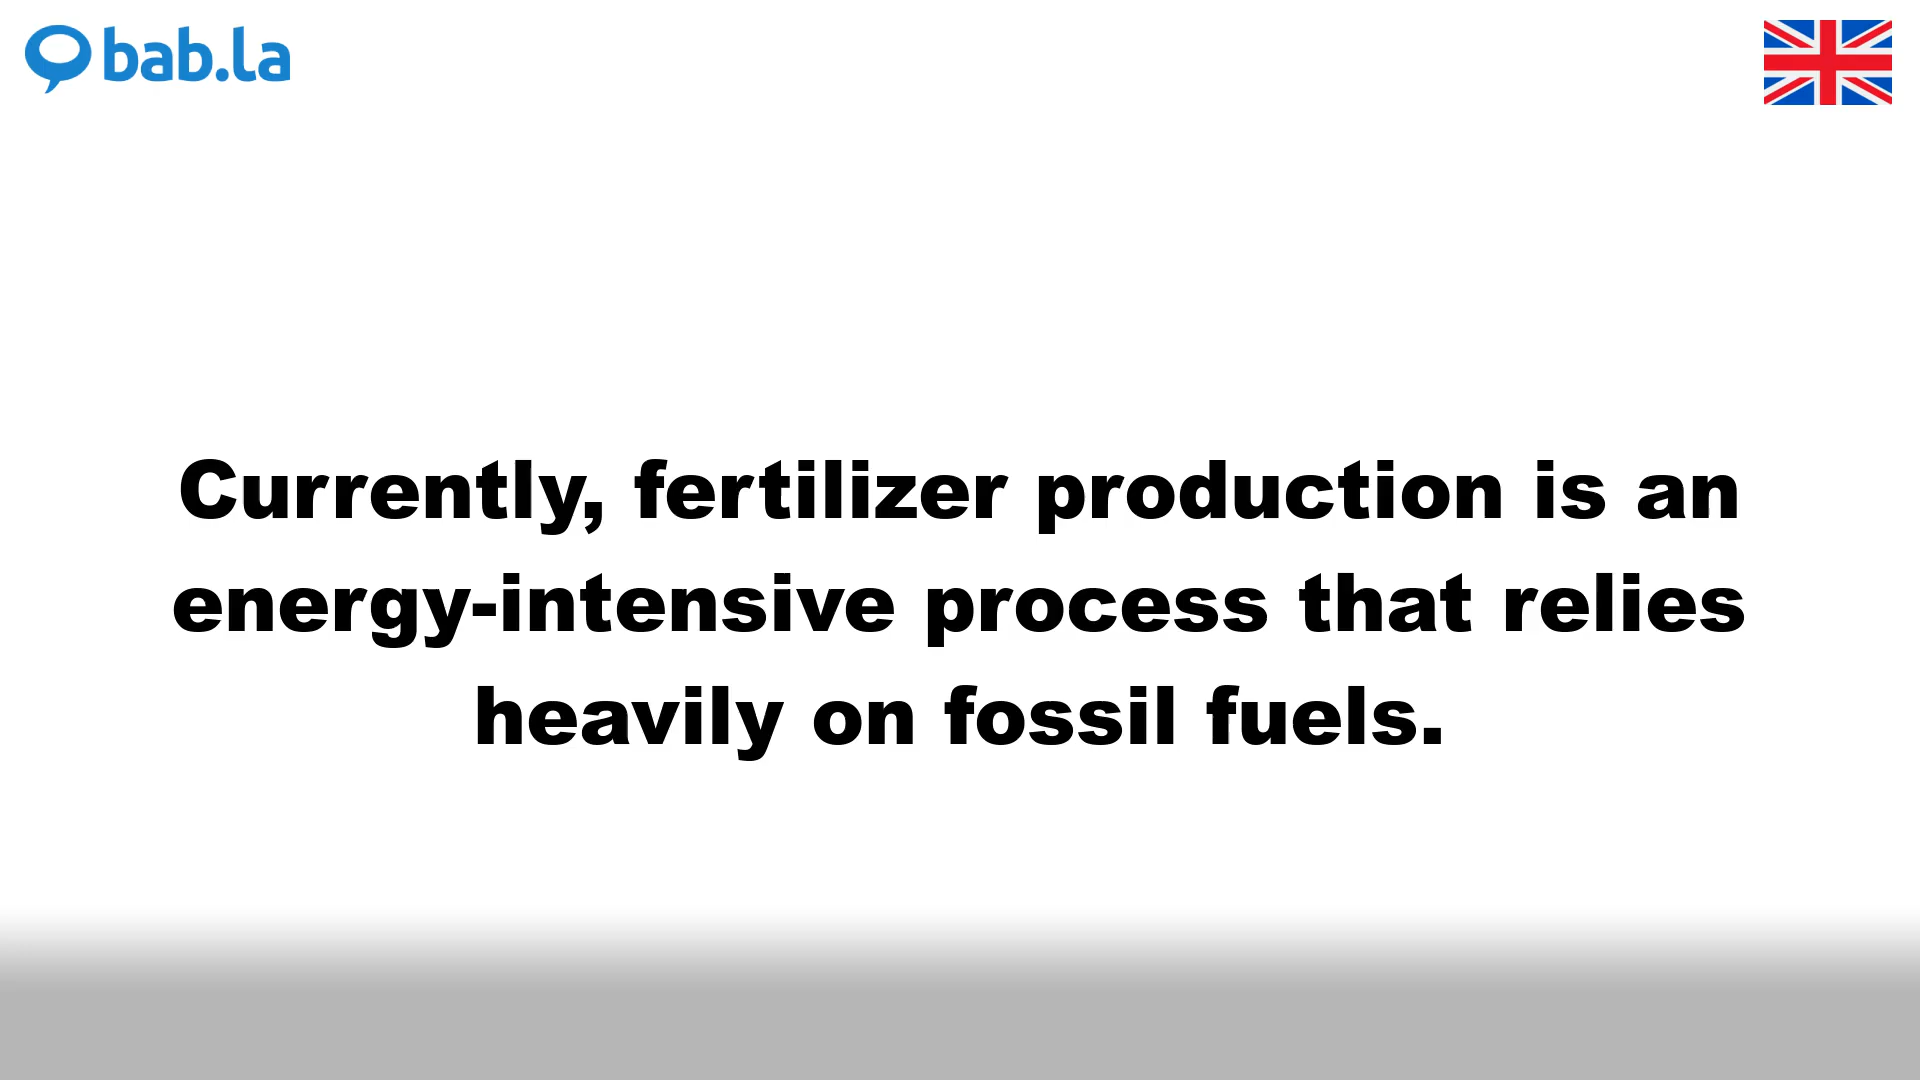 bab.la
Currently, fertilizer production is an
energy-intensive process that relies
heavily on fossil fuels.